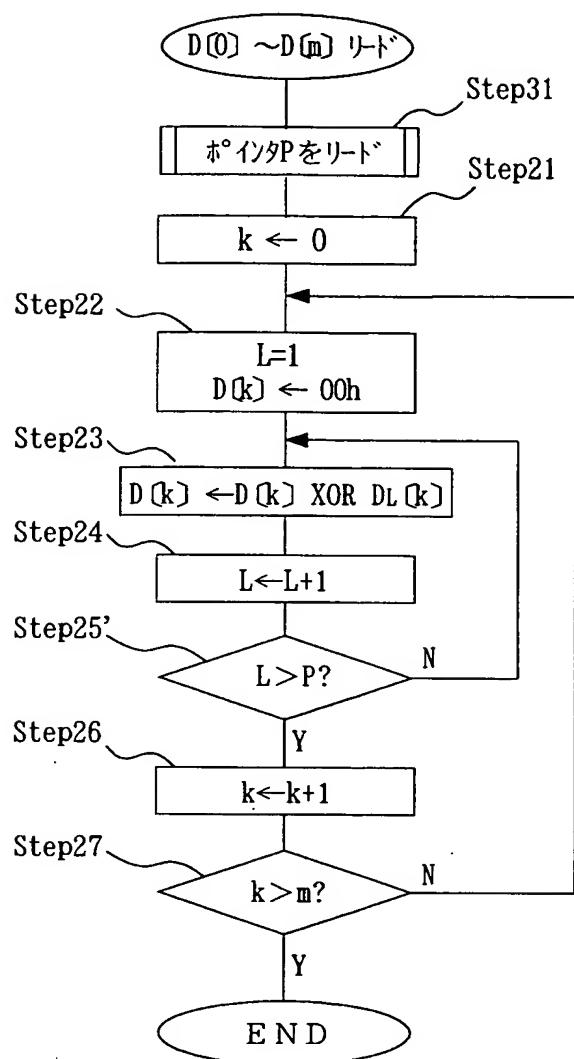 D〔0〕 ～D〔m〕 リード
Step31
ポインタPをリード
Step21
k ← 0
Step22
L=1
D〔k〕 ← 00h
Step23
D〔k〕 ←D〔k〕 XOR DL〔k〕
Step24
L←L+1
Step25'
L＞P?
N
Y
Step26
k←k+1
Step27
k＞m?
N
Y
END